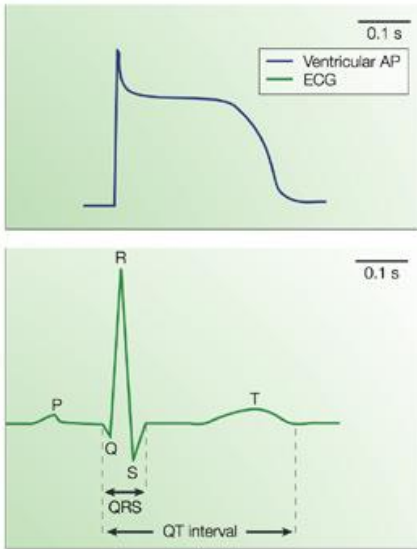 0.1 s
Ventricular AP
ECG
0.1 s
R
P
T
Q
S
QRS
QT interval